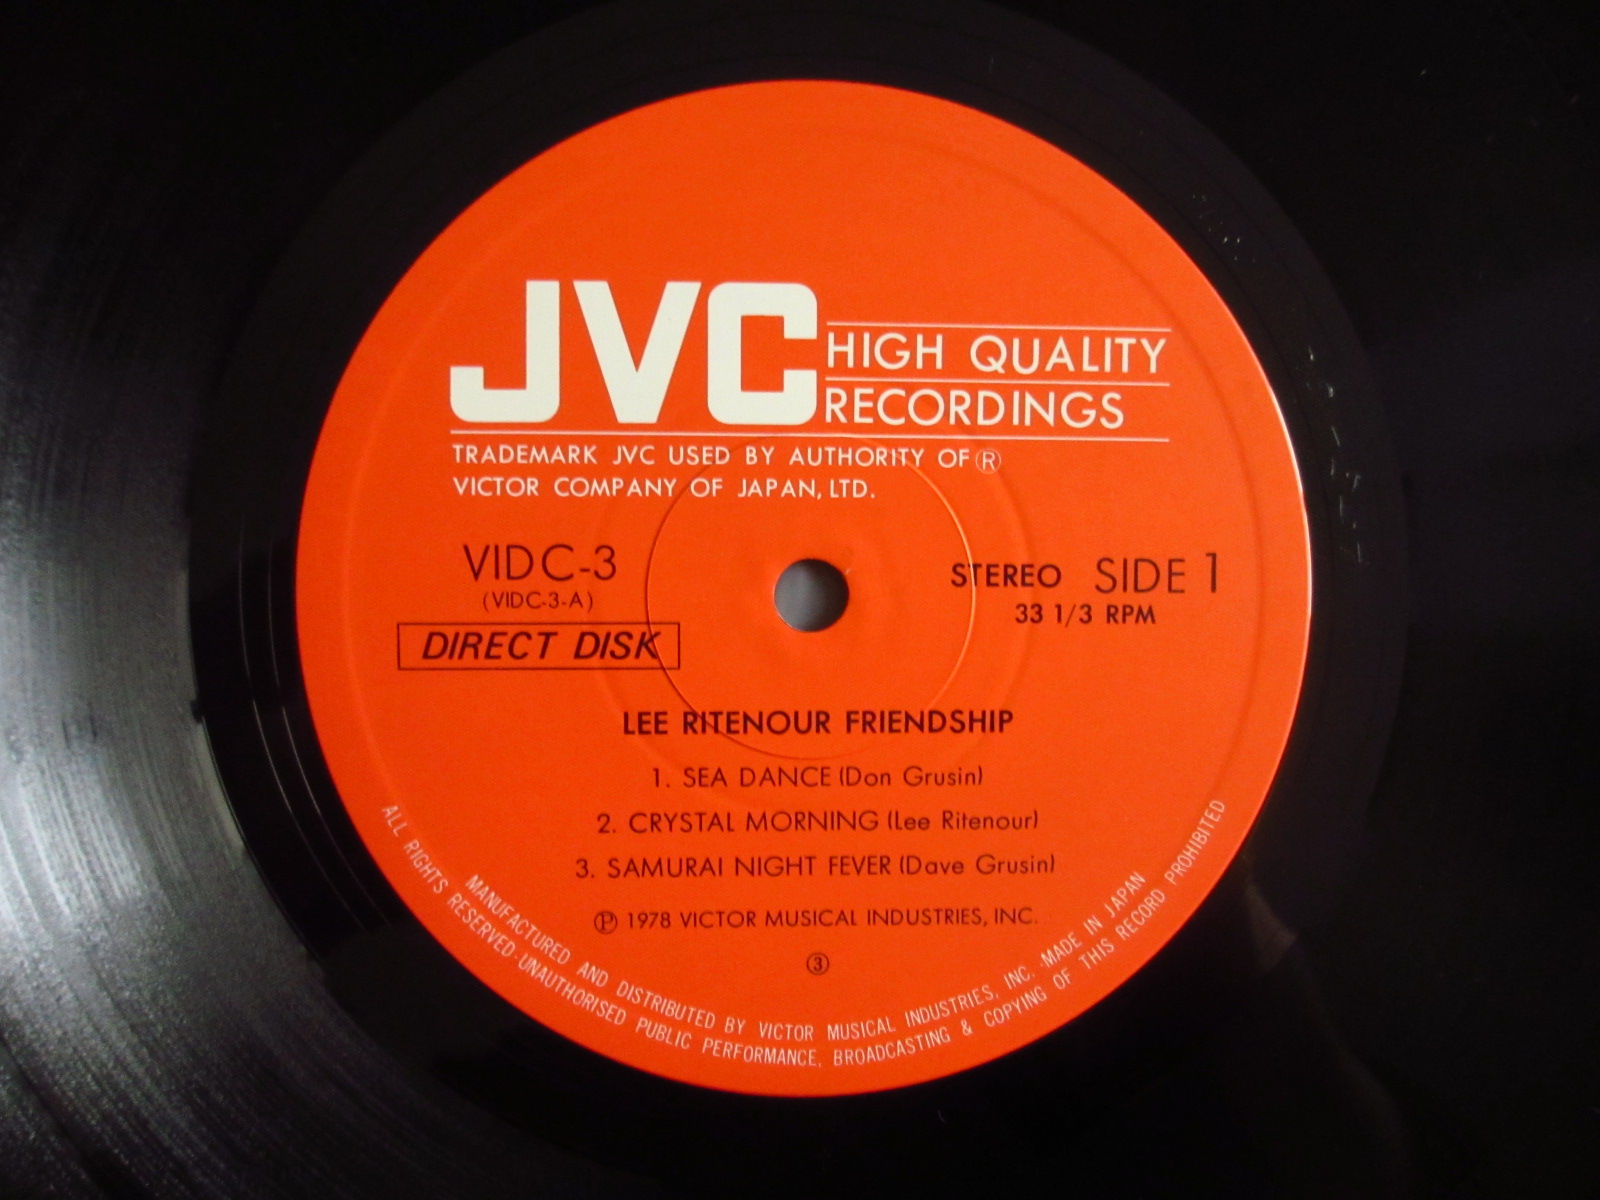 JVC HIGH QUALITY
RECORDINGS
TRADEMARK JVC USED BY AUTHORITY OF Ⓡ
VICTOR COMPANY OF JAPAN, LTD.
VIDC-3
(VIDC-3-A)
DIRECT DISK
STEREO SIDE 1
33 1/3 RPM
LEE RITENOUR FRIENDSHIP
1. SEA DANCE (Don Grusin)
2. CRYSTAL MORNING (Lee Ritenour)
3. SAMURAI NIGHT FEVER (Dave Grusin)
Ⓟ 1978 VICTOR MUSICAL INDUSTRIES, INC.
③
MANUFACTURED AND DISTRIBUTED BY VICTOR MUSICAL INDUSTRIES, INC. ·MADE IN JAPAN
ALL RIGHTS RESERVED·UNAUTHORISED PUBLIC PERFORMANCE, BROADCASTING & COPYING OF THIS RECORD PROHIBITED